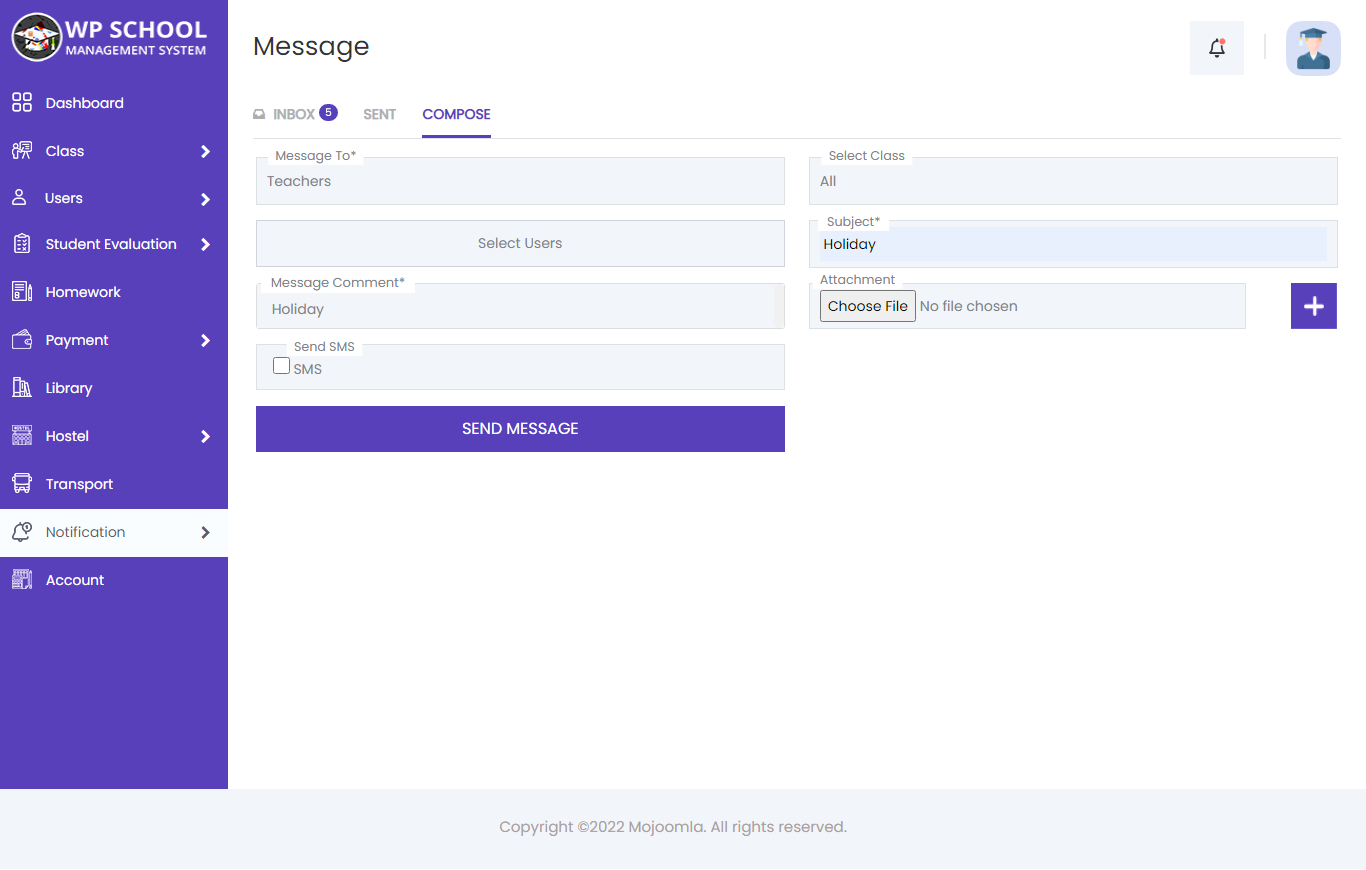 WP SCHOOL
MANAGEMENT SYSTEM
Dashboard
Class
Users
Student Evaluation
Homework
Payment
Library
Hostel
Transport
Notification
Account
Message
INBOX 5 SENT COMPOSE
Message To*
Teachers
Select Class
All
Select Users
Subject*
Holiday
Message Comment*
Holiday
Attachment
Choose File No file chosen
Send SMS
SMS
SEND MESSAGE
Copyright ©2022 Mojoomla. All rights reserved.